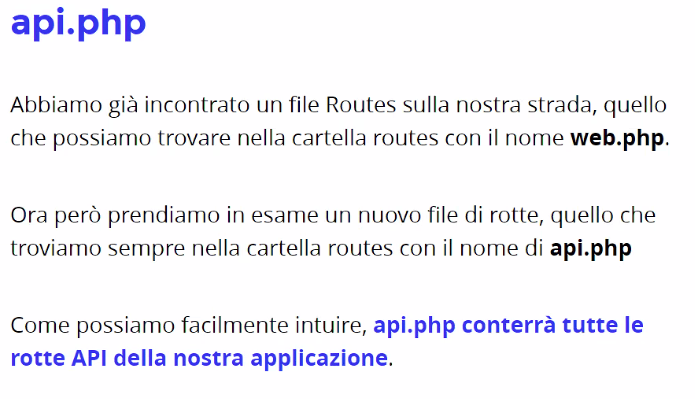 api.php
Abbiamo già incontrato un file Routes sulla nostra strada, quello
che possiamo trovare nella cartella routes con il nome web.php.
Ora però prendiamo in esame un nuovo file di rotte, quello che
troviamo sempre nella cartella routes con il nome di api.php
Come possiamo facilmente intuire, api.php conterrà tutte le
rotte API della nostra applicazione.